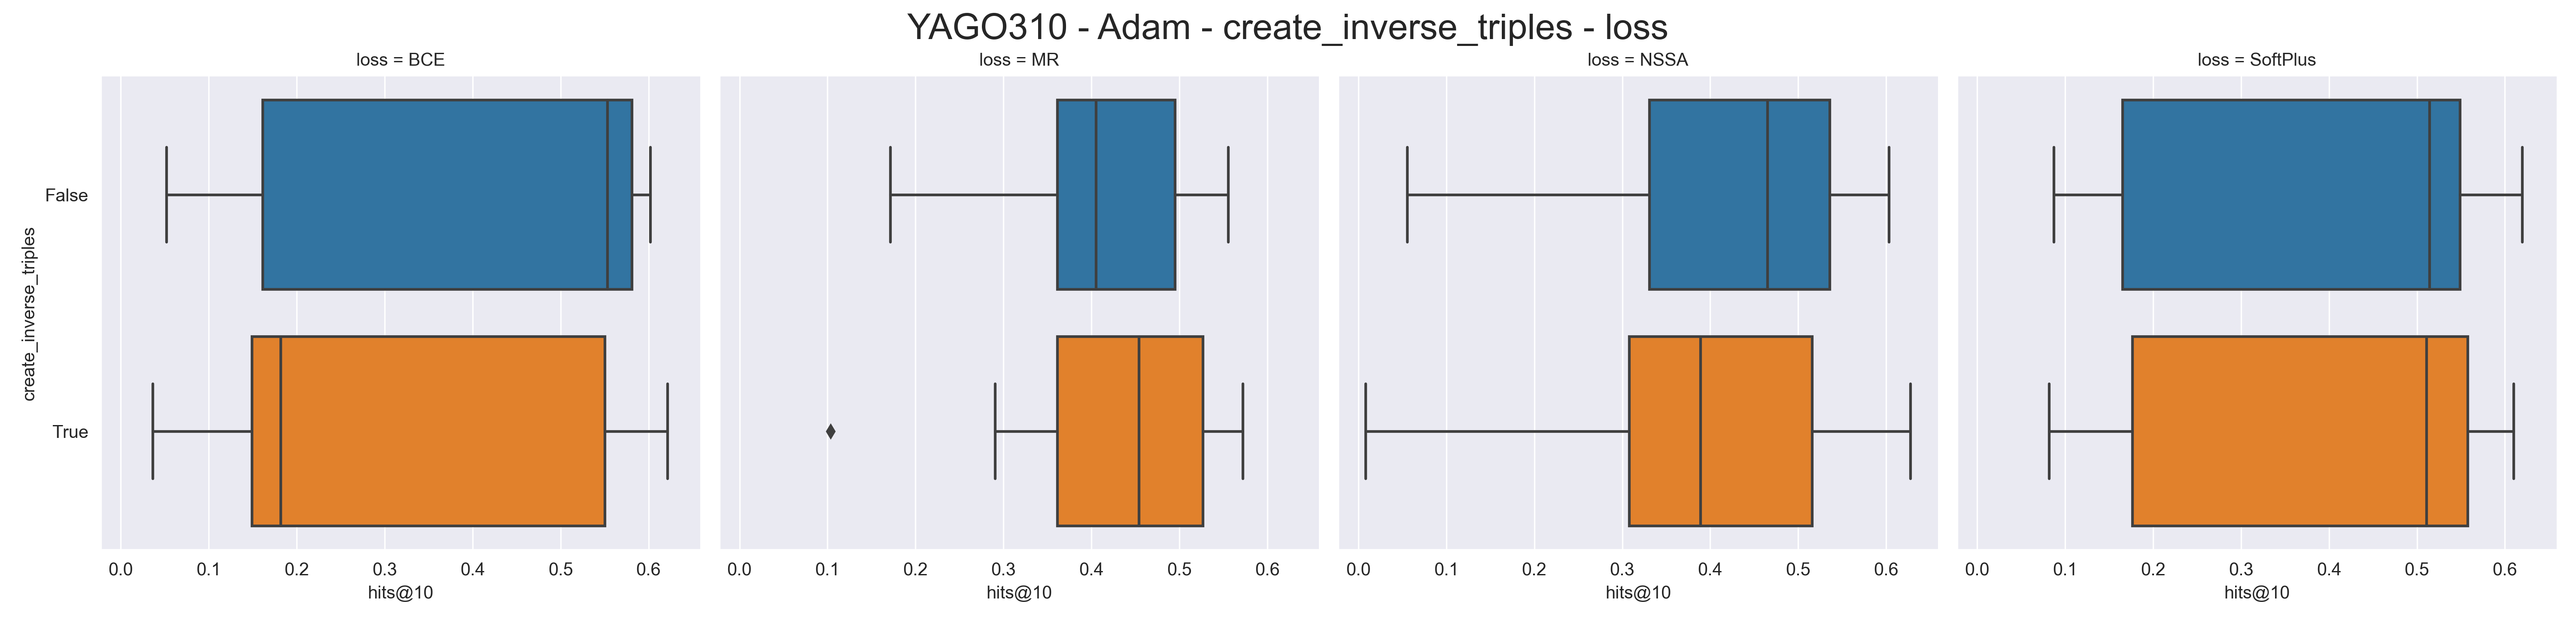 YAGO310 - Adam - create_inverse_triples - loss
loss = BCE
loss = MR
loss = NSSA
loss = SoftPlus
create_inverse_triples
False
True
0.0 0.1 0.2 0.3 0.4 0.5 0.6
hits@10
0.0 0.1 0.2 0.3 0.4 0.5 0.6
hits@10
0.0 0.1 0.2 0.3 0.4 0.5 0.6
hits@10
0.0 0.1 0.2 0.3 0.4 0.5 0.6
hits@10